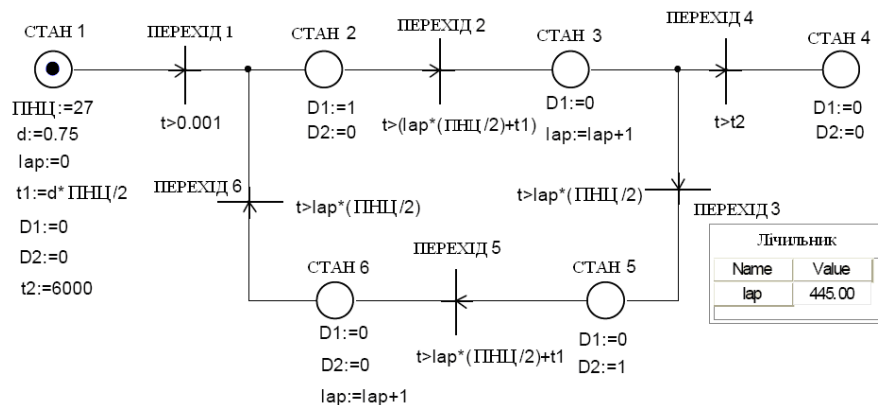 СТАН 1
ПЕРЕХІД 1
СТАН 2
ПЕРЕХІД 2
СТАН 3
ПЕРЕХІД 4
СТАН 4
ПНЦ:=27
d:=0.75
lap:=0
t1:=d* ПНЦ/2
D1:=0
D2:=0
t2:=6000
t>0.001
D1:=1
D2:=0
t>(lap*(ПНЦ/2)+t1)
D1:=0
lap:=lap+1
t>t2
D1:=0
D2:=0
ПЕРЕХІД 6
t>lap*(ПНЦ/2)
t>lap*(ПНЦ/2)
ПЕРЕХІД 3
СТАН 6
ПЕРЕХІД 5
СТАН 5
D1:=0
D2:=0
lap:=lap+1
t>lap*(ПНЦ/2)+t1
D1:=0
D2:=1
Лічильник
Name Value
lap 445.00